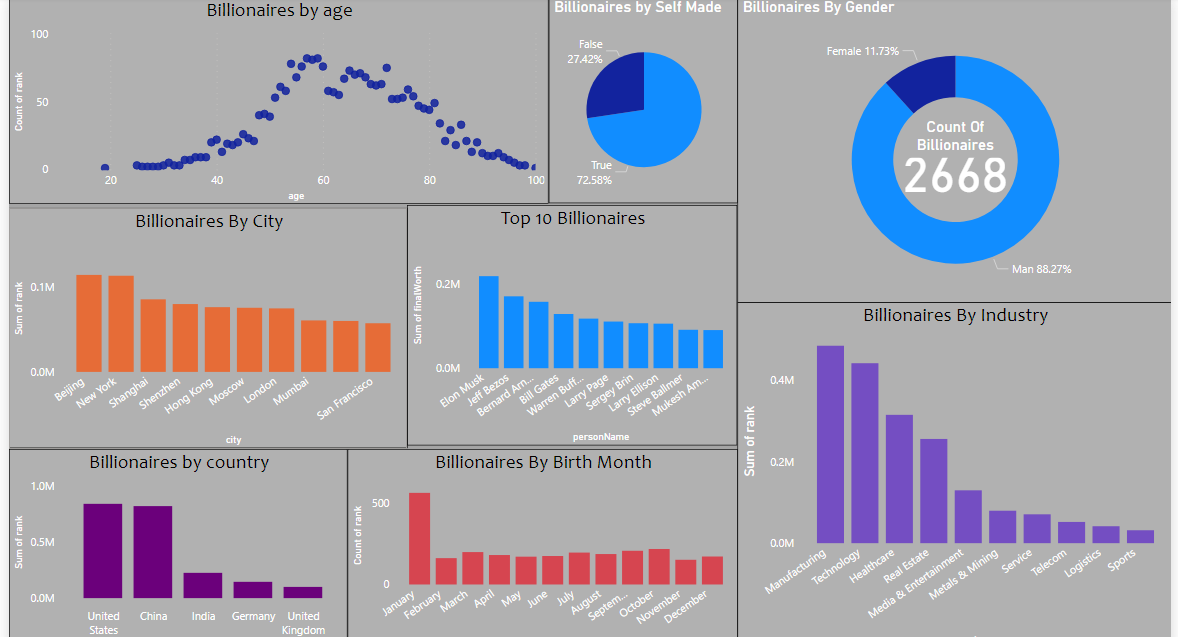 Billionaires by age
100
50
0
Count of rank
20
40
60
80
100
age
Billionaires by Self Made
False
27.42%
True
72.58%
Billionaires By Gender
Female 11.73%
Count Of
Billionaires
2668
Man 88.27%
Billionaires By City
0.1M
0.0M
Sum of rank
Beijing
New York
Shanghai
Shenzhen
Hong Kong
Moscow
London
Mumbai
San Francisco
city
Top 10 Billionaires
0.2M
0.0M
Sum of finalWorth
Elon Musk
Jeff Bezos
Bernard Arn...
Bill Gates
Warren Buff...
Larry Page
Sergey Brin
Larry Ellison
Steve Ballmer
Mukesh Am...
personName
Billionaires By Industry
0.4M
0.2M
0.0M
Sum of rank
Manufacturing
Technology
Healthcare
Real Estate
Media & Entertainment
Metals & Mining
Service
Telecom
Logistics
Sports
Billionaires by country
1.0M
0.5M
0.0M
Sum of rank
United
States
China
India
Germany
United
Kingdom
Billionaires By Birth Month
500
0
Count of rank
January
February
March
April
May
June
July
August
Septem...
October
November
December